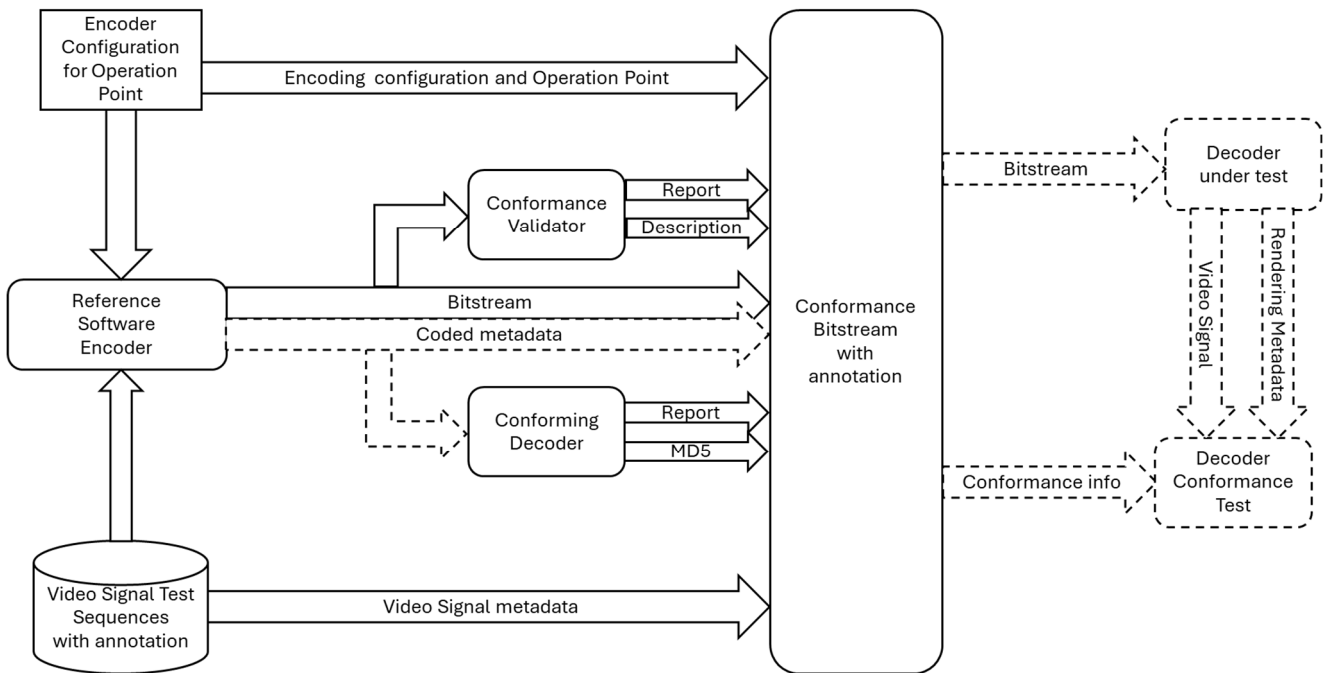 Encoder
Configuration
for Operation
Point
Encoding configuration and Operation Point
Conformance
Validator
Report
Description
Reference
Software
Encoder
Bitstream
Coded metadata
Conforming
Decoder
Report
MD5
Video Signal Test
Sequences
with annotation
Video Signal metadata
Conformance
Bitstream
with
annotation
Bitstream
Decoder
under test
Video Signal
Rendering Metadata
Conformance info
Decoder
Conformance
Test